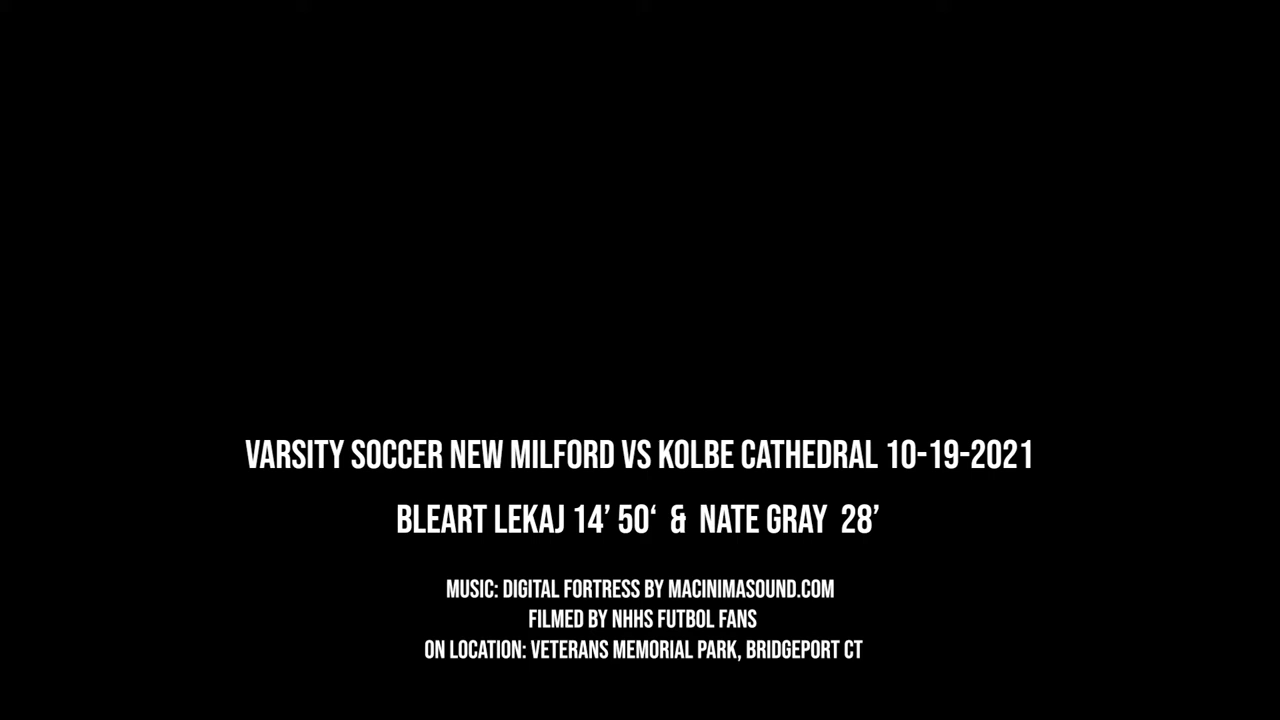 VARSITY SOCCER NEW MILFORD VS KOLBE CATHEDRAL 10-19-2021
BLEART LEKAJ 14’ 50‘ & NATE GRAY 28’
MUSIC: DIGITAL FORTRESS BY MACINIMASOUND.COM
FILMED BY NHHS FUTBOL FANS
ON LOCATION: VETERANS MEMORIAL PARK, BRIDGEPORT CT